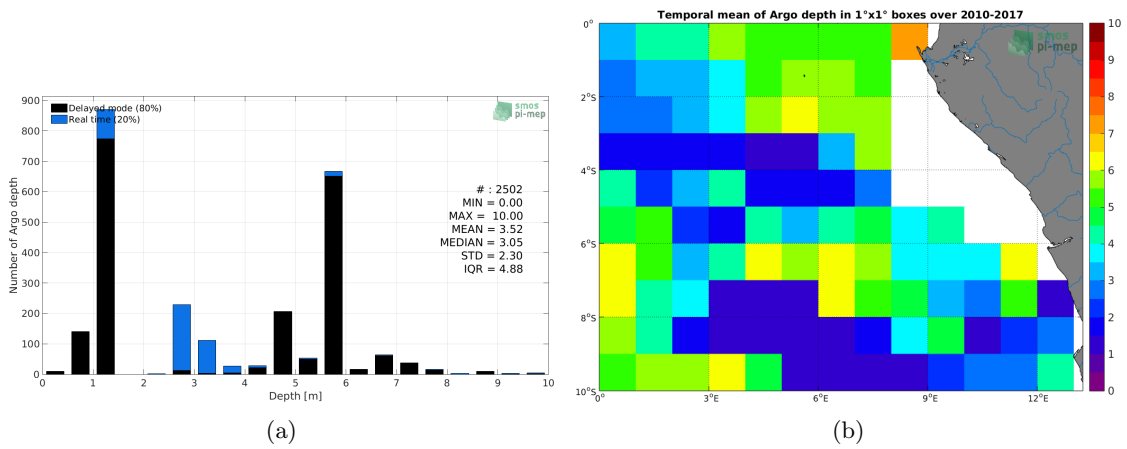 Delayed mode (80%)
Real time (20%)
smos
pi-mep
# : 2502
MIN = 0.00
MAX = 10.00
MEAN = 3.52
MEDIAN = 3.05
STD = 2.30
IQR = 4.88
Number of Argo depth
900
800
700
600
500
400
300
200
100
0
0 1 2 3 4 5 6 7 8 9 10
Depth [m]
(a)
Temporal mean of Argo depth in 1°x1° boxes over 2010-2017
smos
pi-mep
0°
2°S
4°S
6°S
8°S
10°S
0° 3°E 6°E 9°E 12°E
10
9
8
7
6
5
4
3
2
1
0
(b)